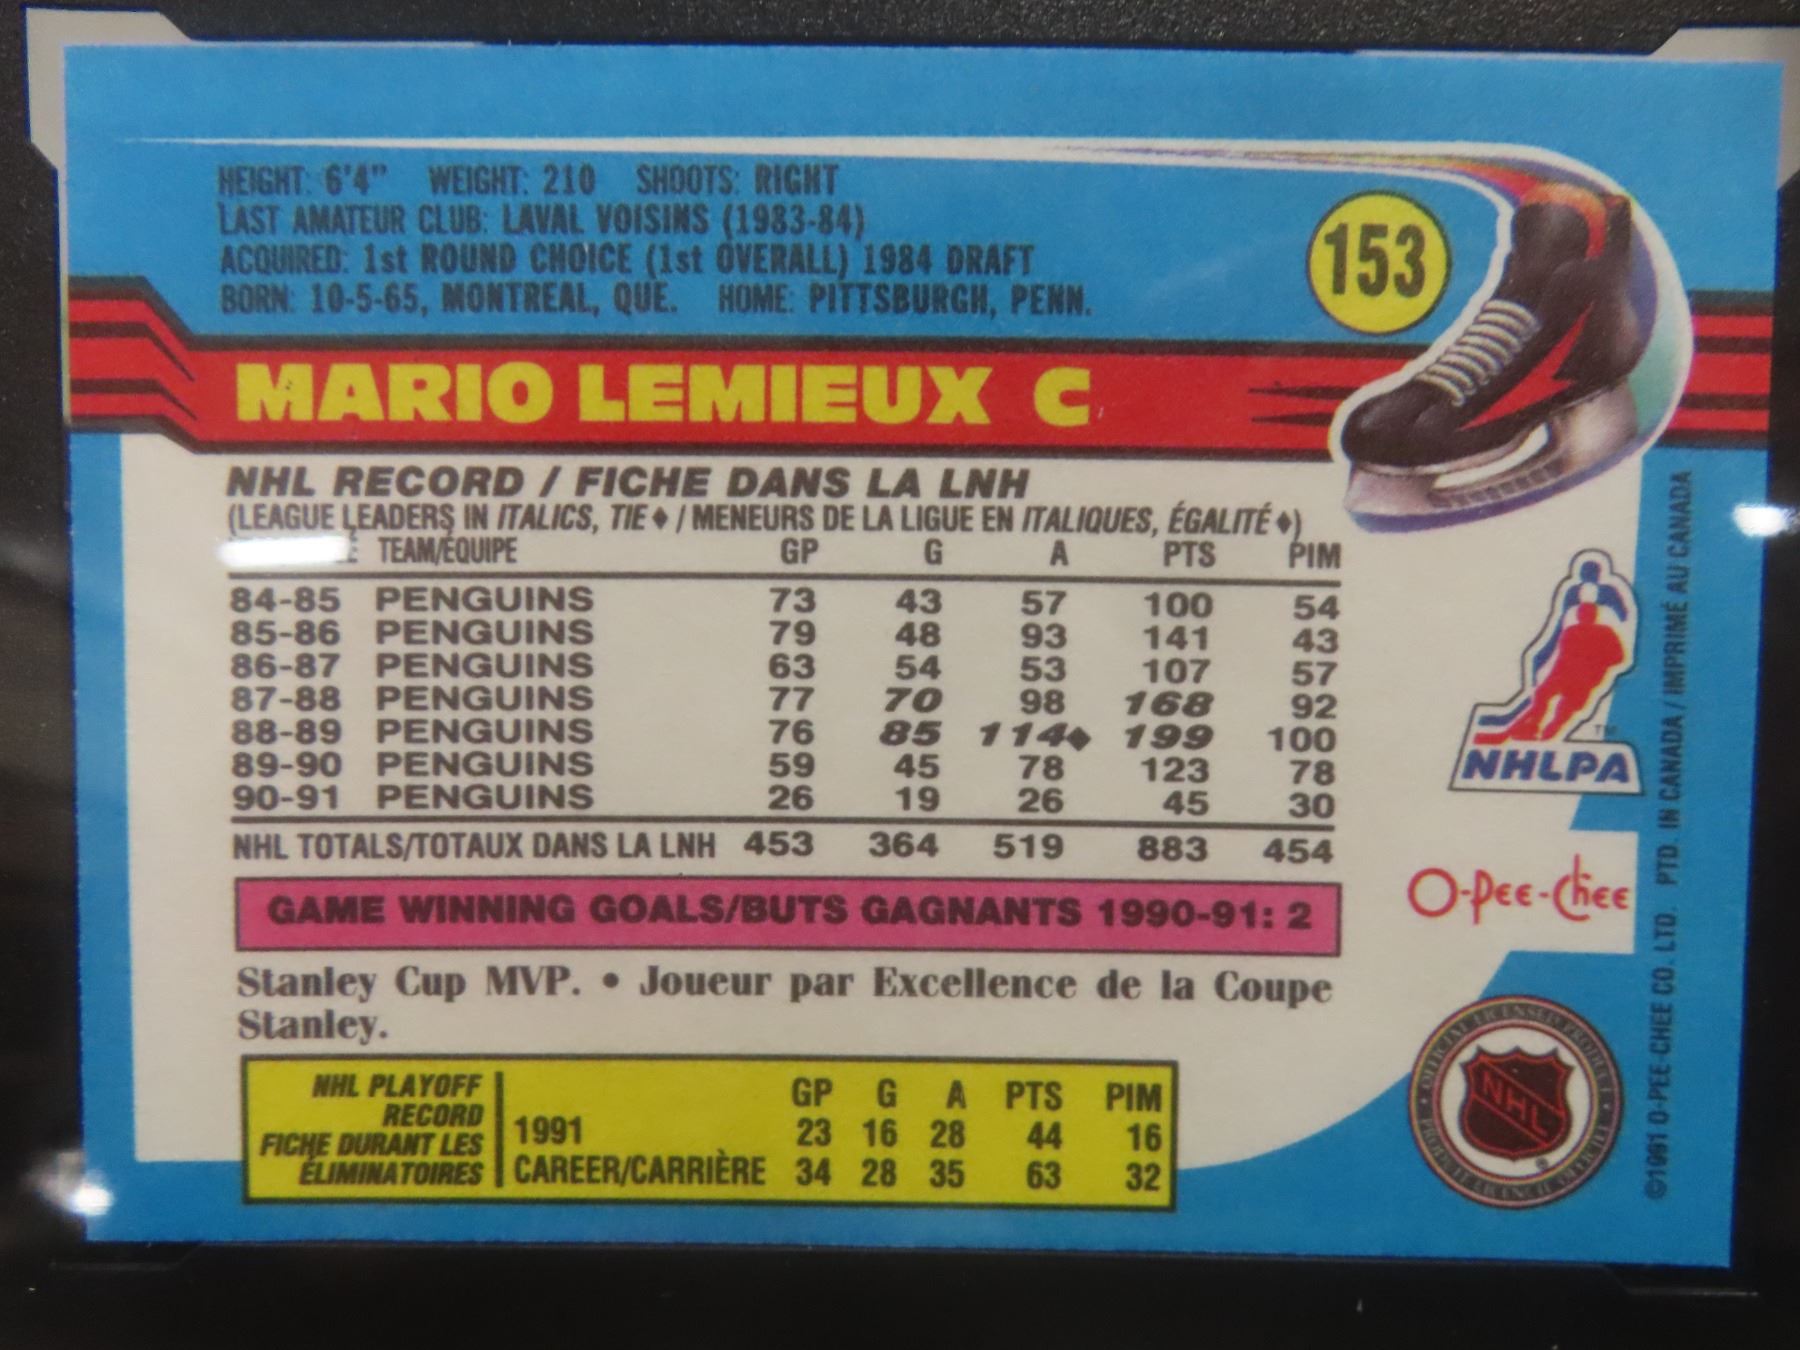 HEIGHT: 6'4" WEIGHT: 210 SHOOTS: RIGHT
LAST AMATEUR CLUB: LAVAL VOISINS (1983-84)
ACQUIRED: 1st ROUND CHOICE (1st OVERALL) 1984 DRAFT
BORN: 10-5-65, MONTREAL, QUE. HOME: PITTSBURGH, PENN.
153
MARIO LEMIEUX C
NHL RECORD / FICHE DANS LA LNH
(LEAGUE LEADERS IN ITALICS, TIE ♦ / MENEURS DE LA LIGUE EN ITALIQUES, ÉGALITÉ ♦)
TEAM/ÉQUIPE GP G A PTS PIM
84-85 PENGUINS 73 43 57 100 54
85-86 PENGUINS 79 48 93 141 43
86-87 PENGUINS 63 54 53 107 57
87-88 PENGUINS 77 70 98 168 92
88-89 PENGUINS 76 85 114♦ 199 100
89-90 PENGUINS 59 45 78 123 78
90-91 PENGUINS 26 19 26 45 30
NHL TOTALS/TOTAUX DANS LA LNH 453 364 519 883 454
GAME WINNING GOALS/BUTS GAGNANTS 1990-91: 2
Stanley Cup MVP. • Joueur par Excellence de la Coupe
Stanley.
NHL PLAYOFF
RECORD
FICHE DURANT LES
ÉLIMINATOIRES
GP G A PTS PIM
1991 23 16 28 44 16
CAREER/CARRIÈRE 34 28 35 63 32
NHLPA
TM
O-Pee-Chee
NHL
OFFICIAL LICENSED PRODUCT
©1991 O-PEE-CHEE CO. LTD. PTD. IN CANADA / IMPRIMÉ AU CANADA